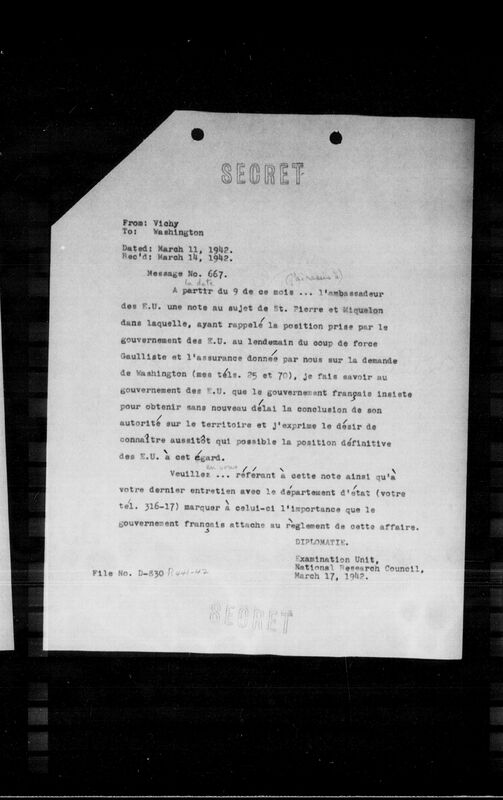 SECRET
From: Vichy
To: Washington
Dated: March 11, 1942.
Rec'd: March 14, 1942.
Message No. 667.
la date
A partir du 9 de ce mois ... l'ambassadeur
des E.U. une note au sujet de St. Pierre et Miquelon
dans laquelle, ayant rappelé la position prise par le
gouvernement des E.U. au lendemain du coup de force
Gaulliste et l'assurance donnée par nous sur la demande
de Washington (mes téls. 25 et 70), je fais savoir au
gouvernement des E.U. que le gouvernement français insiste
pour obtenir sans nouveau délai la conclusion de son
autorité sur le territoire et j'exprime le désir de
connaître aussitôt qui possible la position définitive
des E.U. à cet égard.
en vous
Veuillez ... référant à cette note ainsi qu'à
votre dernier entretien avec le département d'état (votre
tél. 316-17) marquer à celui-ci l'importance que le
gouvernement français attache au règlement de cette affaire.
DIPLOMATIE.
Examination Unit,
National Research Council,
March 17, 1942.
File No. D-830 R441-42
SECRET